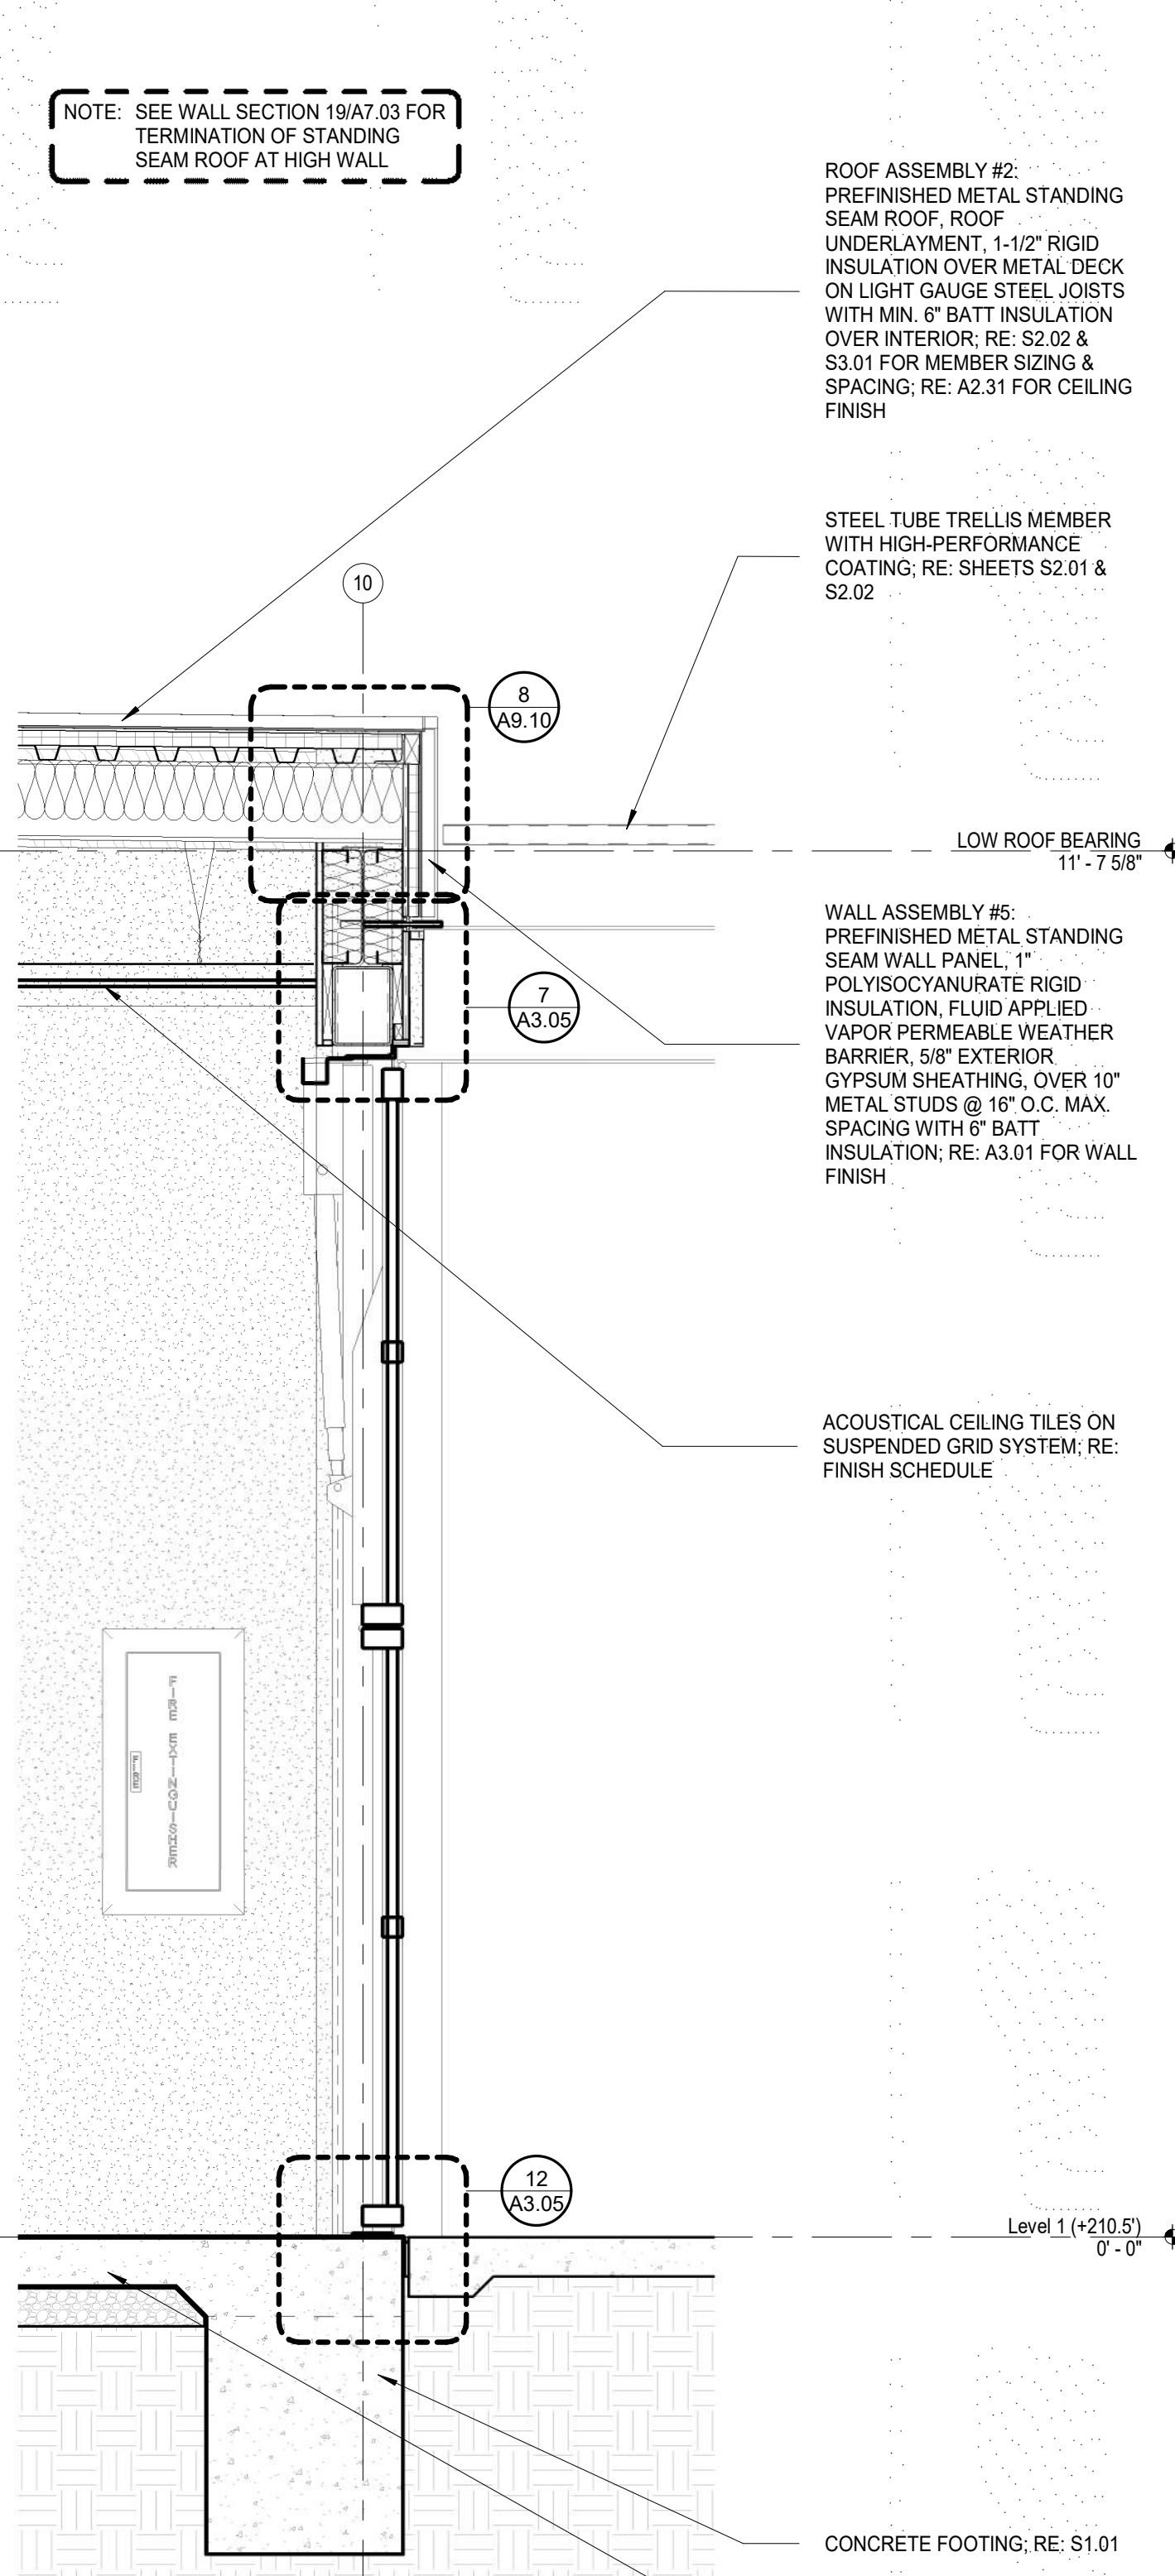 NOTE: SEE WALL SECTION 19/A7.03 FOR
TERMINATION OF STANDING
SEAM ROOF AT HIGH WALL
ROOF ASSEMBLY #2:
PREFINISHED METAL STANDING
SEAM ROOF, ROOF
UNDERLAYMENT, 1-1/2" RIGID
INSULATION OVER METAL DECK
ON LIGHT GAUGE STEEL JOISTS
WITH MIN. 6" BATT INSULATION
OVER INTERIOR; RE: S2.02 &
S3.01 FOR MEMBER SIZING &
SPACING; RE: A2.31 FOR CEILING
FINISH
STEEL TUBE TRELLIS MEMBER
WITH HIGH-PERFORMANCE
COATING; RE: SHEETS S2.01 &
S2.02
10
8
A9.10
LOW ROOF BEARING
11' - 7 5/8"
WALL ASSEMBLY #5:
PREFINISHED METAL STANDING
SEAM WALL PANEL, 1"
POLYISOCYANURATE RIGID
INSULATION, FLUID APPLIED
VAPOR PERMEABLE WEATHER
BARRIER, 5/8" EXTERIOR
GYPSUM SHEATHING, OVER 10"
METAL STUDS @ 16" O.C. MAX.
SPACING WITH 6" BATT
INSULATION; RE: A3.01 FOR WALL
FINISH
7
A3.05
ACOUSTICAL CEILING TILES ON
SUSPENDED GRID SYSTEM; RE:
FINISH SCHEDULE
FIRE EXTINGUISHER
12
A3.05
Level 1 (+210.5')
0' - 0"
CONCRETE FOOTING; RE: S1.01